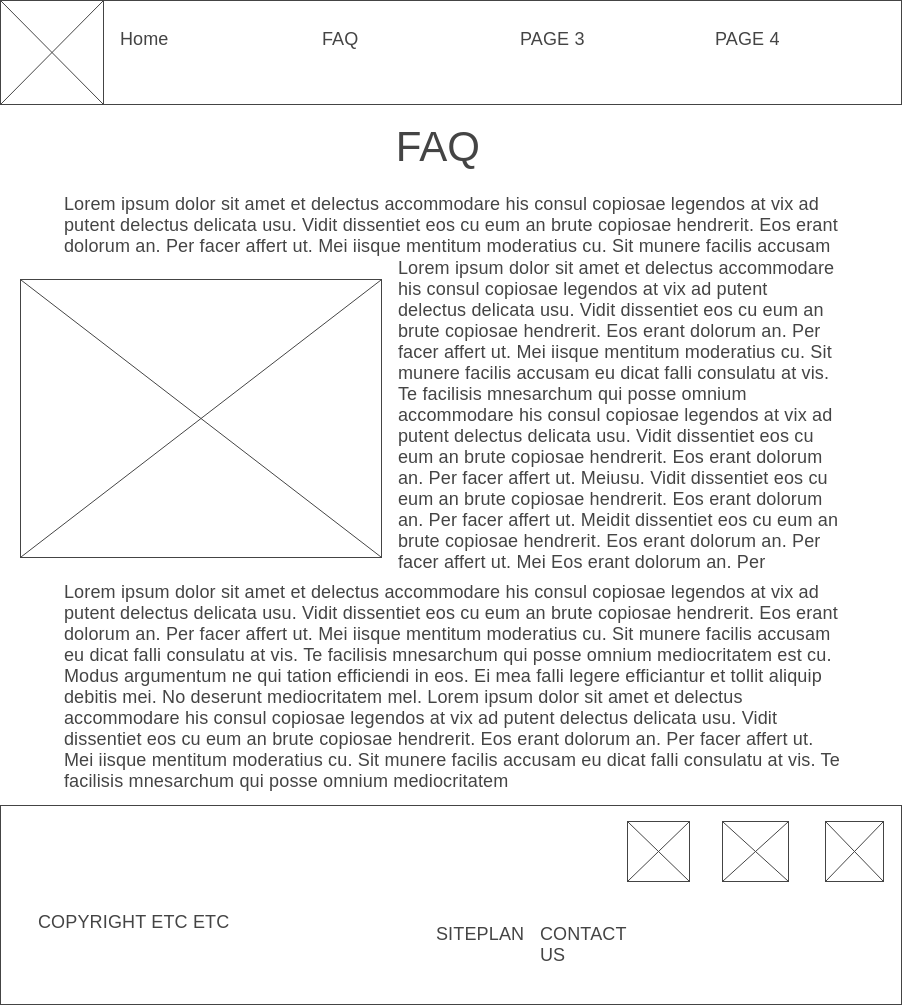 Home FAQ PAGE 3 PAGE 4
FAQ
Lorem ipsum dolor sit amet et delectus accommodare his consul copiosae legendos at vix ad
putent delectus delicata usu. Vidit dissentiet eos cu eum an brute copiosae hendrerit. Eos erant
dolorum an. Per facer affert ut. Mei iisque mentitum moderatius cu. Sit munere facilis accusam
Lorem ipsum dolor sit amet et delectus accommodare
his consul copiosae legendos at vix ad putent
delectus delicata usu. Vidit dissentiet eos cu eum an
brute copiosae hendrerit. Eos erant dolorum an. Per
facer affert ut. Mei iisque mentitum moderatius cu. Sit
munere facilis accusam eu dicat falli consulatu at vis.
Te facilisis mnesarchum qui posse omnium
accommodare his consul copiosae legendos at vix ad
putent delectus delicata usu. Vidit dissentiet eos cu
eum an brute copiosae hendrerit. Eos erant dolorum
an. Per facer affert ut. Meiusu. Vidit dissentiet eos cu
eum an brute copiosae hendrerit. Eos erant dolorum
an. Per facer affert ut. Meidit dissentiet eos cu eum an
brute copiosae hendrerit. Eos erant dolorum an. Per
facer affert ut. Mei Eos erant dolorum an. Per
Lorem ipsum dolor sit amet et delectus accommodare his consul copiosae legendos at vix ad
putent delectus delicata usu. Vidit dissentiet eos cu eum an brute copiosae hendrerit. Eos erant
dolorum an. Per facer affert ut. Mei iisque mentitum moderatius cu. Sit munere facilis accusam
eu dicat falli consulatu at vis. Te facilisis mnesarchum qui posse omnium mediocritatem est cu.
Modus argumentum ne qui tation efficiendi in eos. Ei mea falli legere efficiantur et tollit aliquip
debitis mei. No deserunt mediocritatem mel. Lorem ipsum dolor sit amet et delectus
accommodare his consul copiosae legendos at vix ad putent delectus delicata usu. Vidit
dissentiet eos cu eum an brute copiosae hendrerit. Eos erant dolorum an. Per facer affert ut.
Mei iisque mentitum moderatius cu. Sit munere facilis accusam eu dicat falli consulatu at vis. Te
facilisis mnesarchum qui posse omnium mediocritatem
COPYRIGHT ETC ETC
SITEPLAN
CONTACT
US